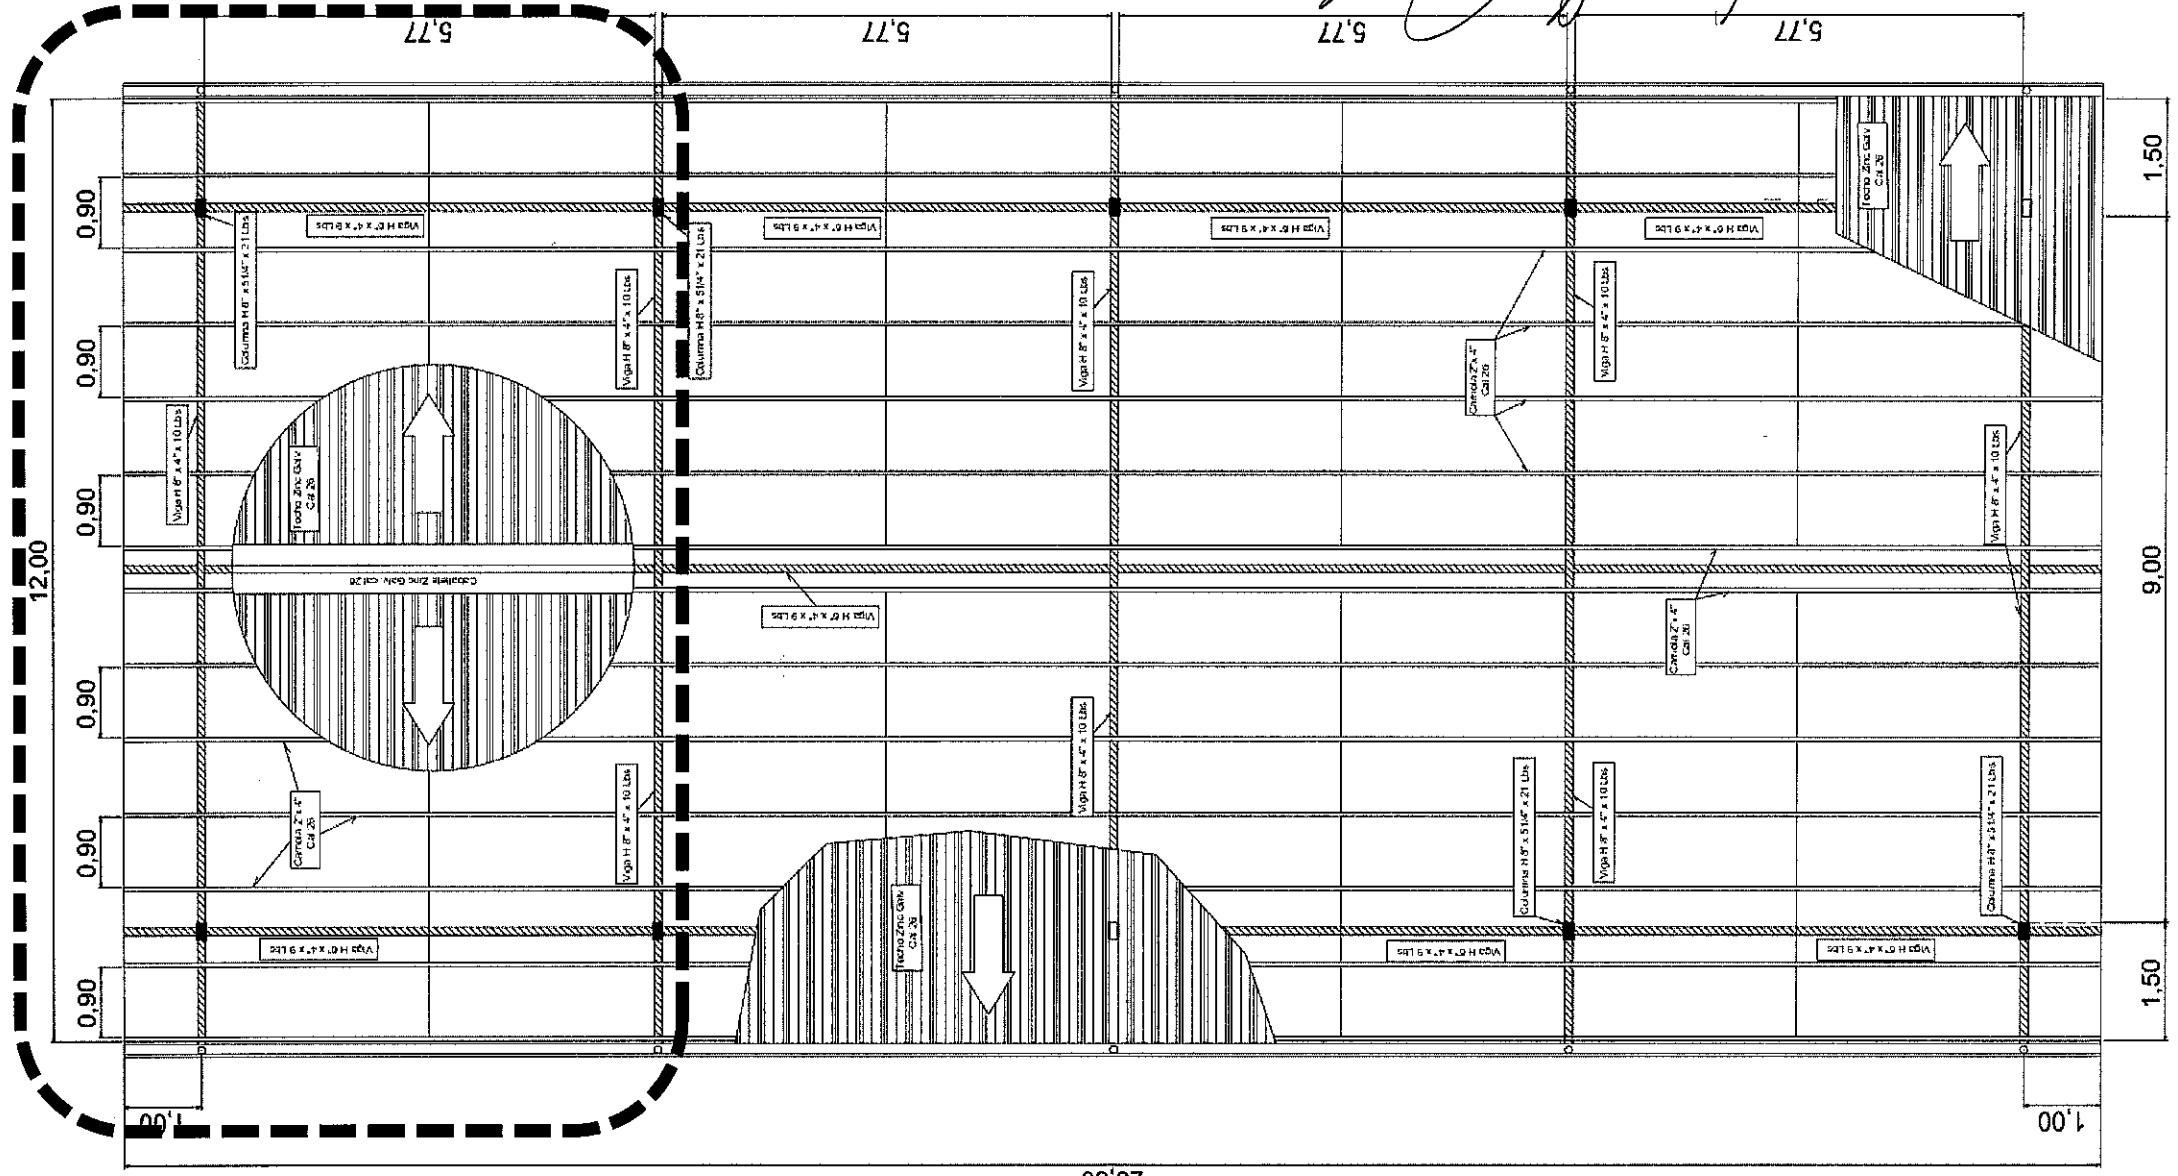 5,77
5,77
5,77
5,77
12,00
0,90
0,90
0,90
0,90
0,90
0,90
1,50
9,00
1,50
1,00
1,00
Columna H 8" x 5 1/4" x 21 Lbs
Viga H 6" x 4" x 9 Lbs
Columna H 8" x 5 1/4" x 21 Lbs
Viga H 6" x 4" x 9 Lbs
Viga H 6" x 4" x 9 Lbs
Viga H 6" x 4" x 9 Lbs
Techo Zinc Galv
Cal 26
Viga H 8" x 4" x 10 Lbs
Viga H 8" x 4" x 10 Lbs
Viga H 8" x 4" x 10 Lbs
Carriola 2"x 4"
Cal 26
Viga H 8" x 4" x 10 Lbs
Techo Zinc Galv
Cal 26
Viga H 8" x 4" x 10 Lbs
Caballete Zinc Galv. cal 26
Viga H 6" x 4" x 9 Lbs
Carriola 2"x 4"
Cal 26
Carriola 2"x 4"
Cal 26
Viga H 8" x 4" x 10 Lbs
Viga H 8" x 4" x 10 Lbs
Columna H 8" x 5 1/4" x 21 Lbs
Viga H 8" x 4" x 10 Lbs
Columna H 8" x 5 1/4" x 21 Lbs
Techo Zinc Galv
Cal 26
Viga H 6" x 4" x 9 Lbs
Viga H 6" x 4" x 9 Lbs
Viga H 6" x 4" x 9 Lbs